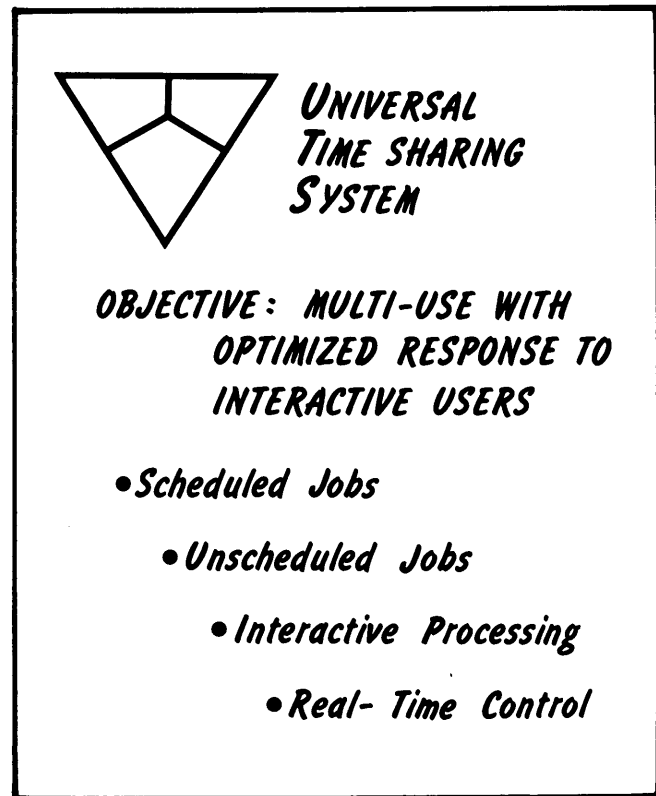 UNIVERSAL
TIME SHARING
SYSTEM
OBJECTIVE: MULTI-USE WITH
OPTIMIZED RESPONSE TO
INTERACTIVE USERS
• Scheduled Jobs
• Unscheduled Jobs
• Interactive Processing
• Real-Time Control